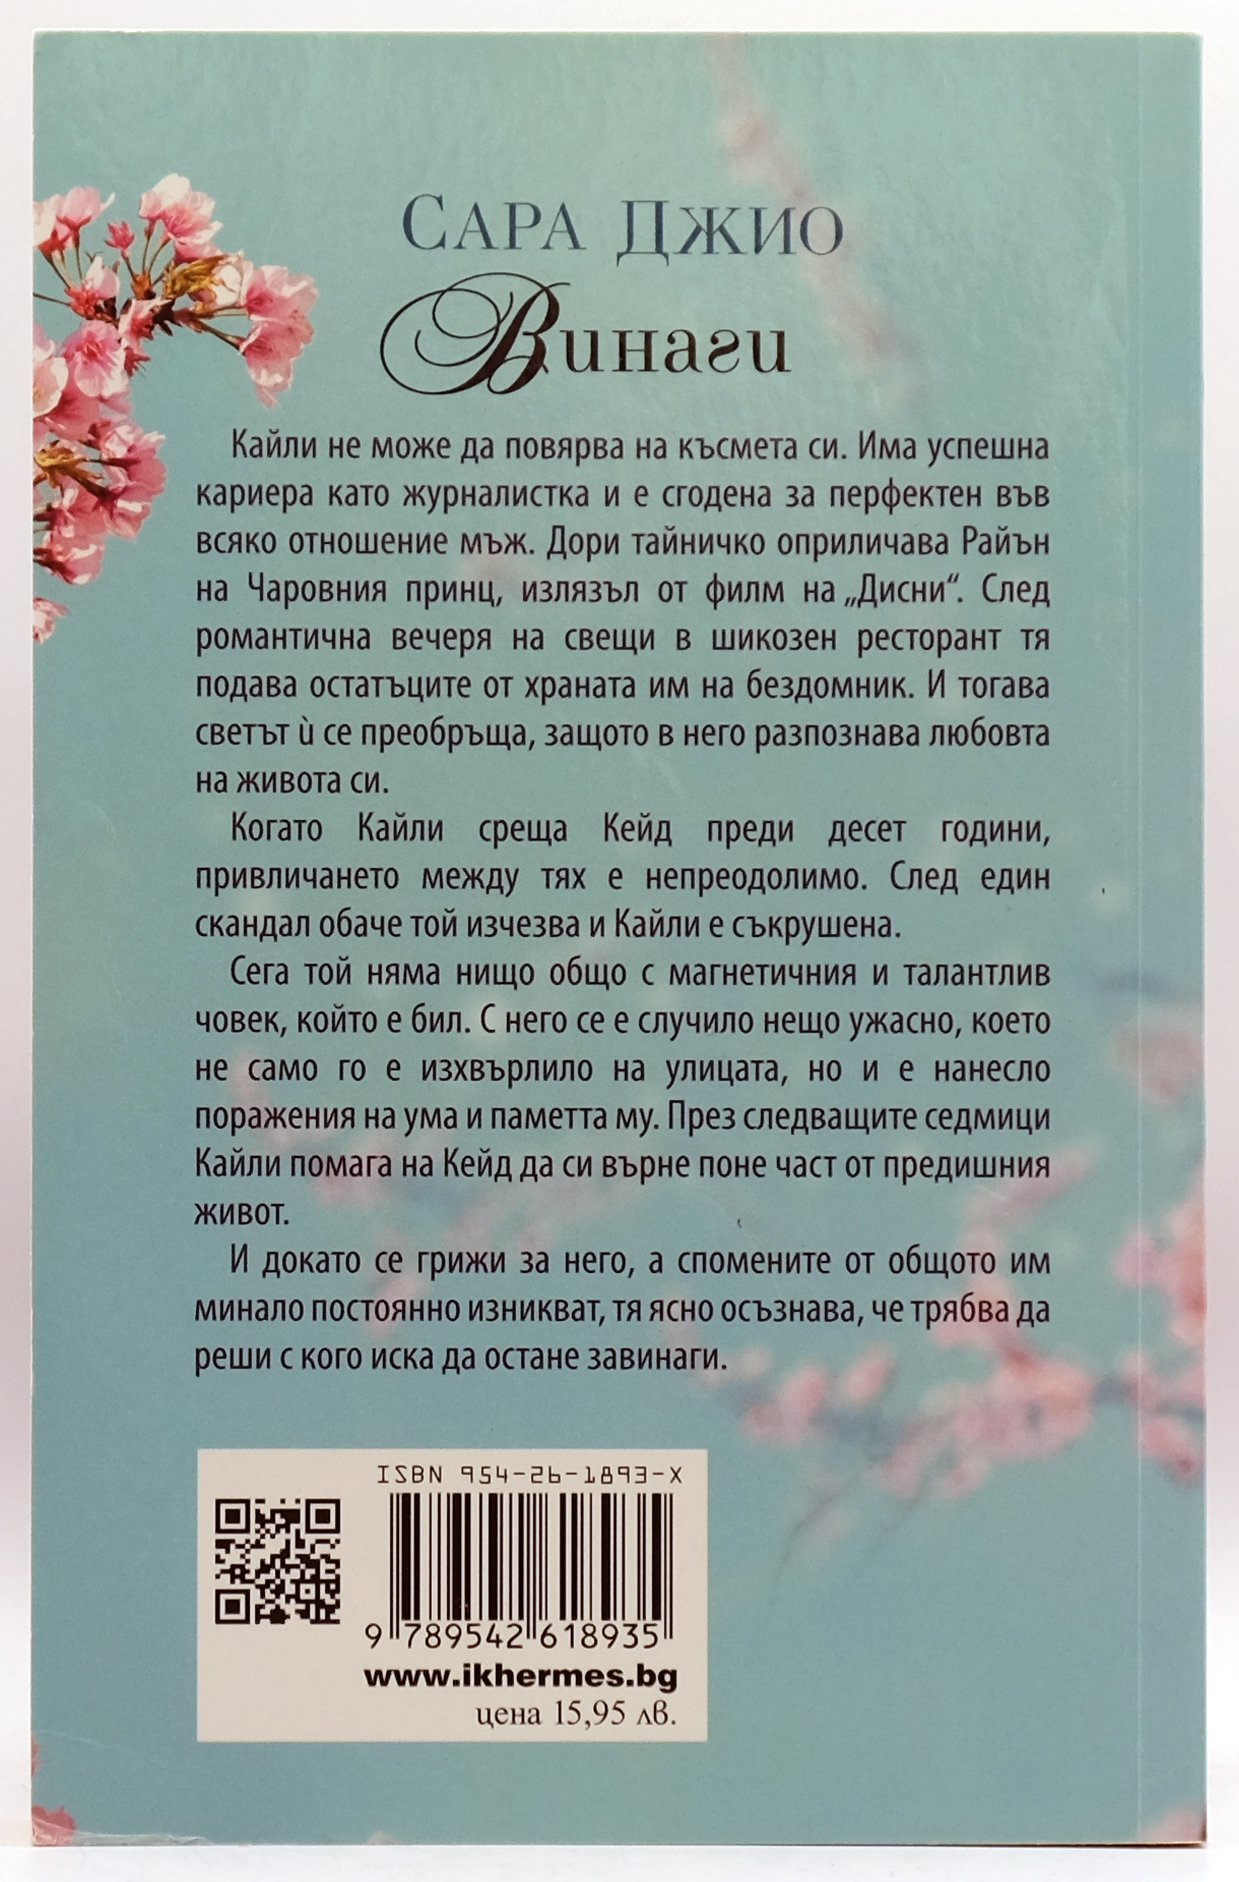 САРА ДЖИО
Винаги
Кайли не може да повярва на късмета си. Има успешна
кариера като журналистка и е сгодена за перфектен във
всяко отношение мъж. Дори тайничко оприличава Райън
на Чаровния принц, излязъл от филм на „Дисни“. След
романтична вечеря на свещи в шикозен ресторант тя
подава остатъците от храната им на бездомник. И тогава
светът ѝ се преобръща, защото в него разпознава любовта
на живота си.
Когато Кайли среща Кейд преди десет години,
привличането между тях е непреодолимо. След един
скандал обаче той изчезва и Кайли е съкрушена.
Сега той няма нищо общо с магнетичния и талантлив
човек, който е бил. С него се е случило нещо ужасно, което
не само го е изхвърлило на улицата, но и е нанесло
поражения на ума и паметта му. През следващите седмици
Кайли помага на Кейд да си върне поне част от предишния
живот.
И докато се грижи за него, а спомените от общото им
минало постоянно изникват, тя ясно осъзнава, че трябва да
реши с кого иска да остане завинаги.
ISBN 954-26-1893-X
9 789542 618935
www.ikhermes.bg
цена 15,95 лв.